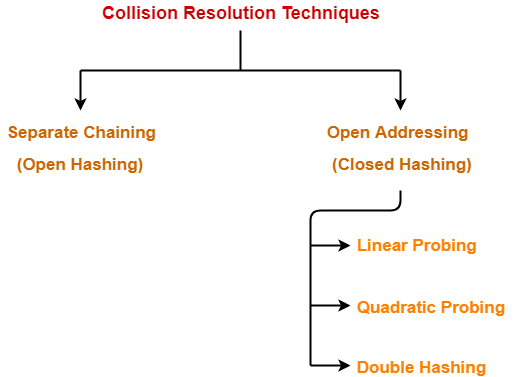 Collision Resolution Techniques
Separate Chaining
(Open Hashing)
Open Addressing
(Closed Hashing)
Linear Probing
Quadratic Probing
Double Hashing